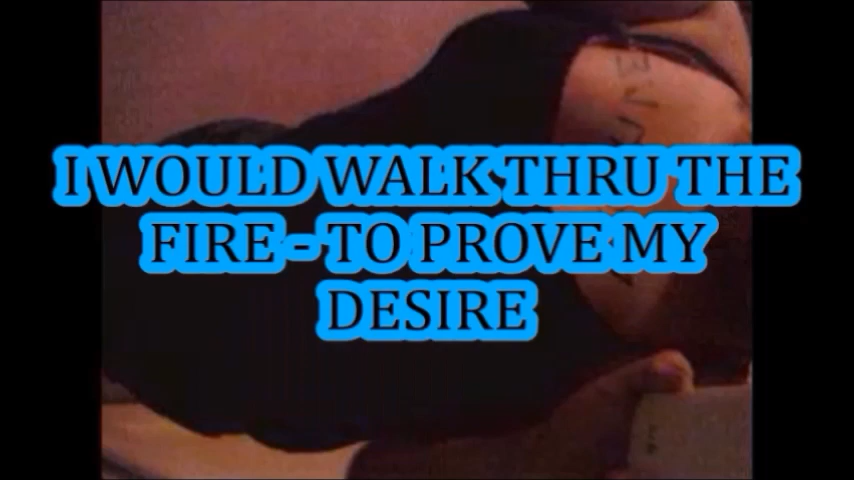 I WOULD WALK THRU THE
FIRE - TO PROVE MY
DESIRE